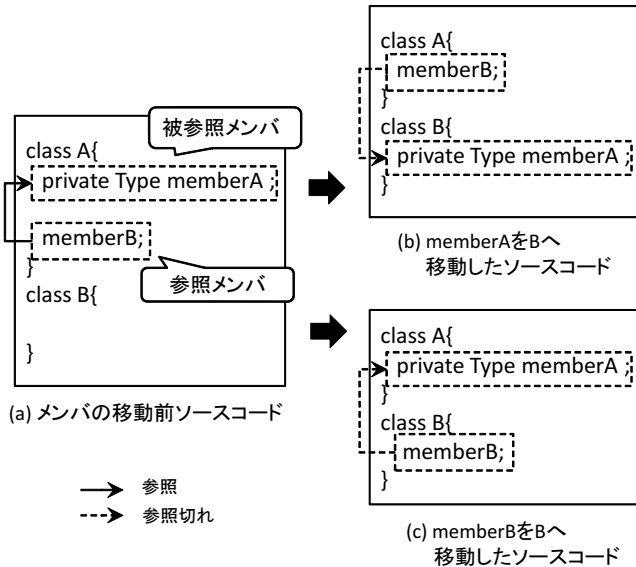 被参照メンバ
class A{
private Type memberA ;
memberB;
}
参照メンバ
class B{
}
(a) メンバの移動前ソースコード
参照
参照切れ
class A{
memberB;
}
class B{
private Type memberA ;
}
(b) memberAをBへ
移動したソースコード
class A{
private Type memberA ;
}
class B{
memberB;
}
(c) memberBをBへ
移動したソースコード